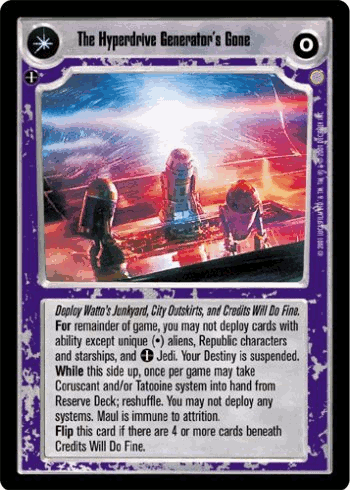 The Hyperdrive Generator's Gone
0
Deploy Watto's Junkyard, City Outskirts, and Credits Will Do Fine.
For remainder of game, you may not deploy cards with
ability except unique (•) aliens, Republic characters
and starships, and Jedi. Your Destiny is suspended.
While this side up, once per game may take
Coruscant and/or Tatooine system into hand from
Reserve Deck; reshuffle. You may not deploy any
systems. Maul is immune to attrition.
Flip this card if there are 4 or more cards beneath
Credits Will Do Fine.